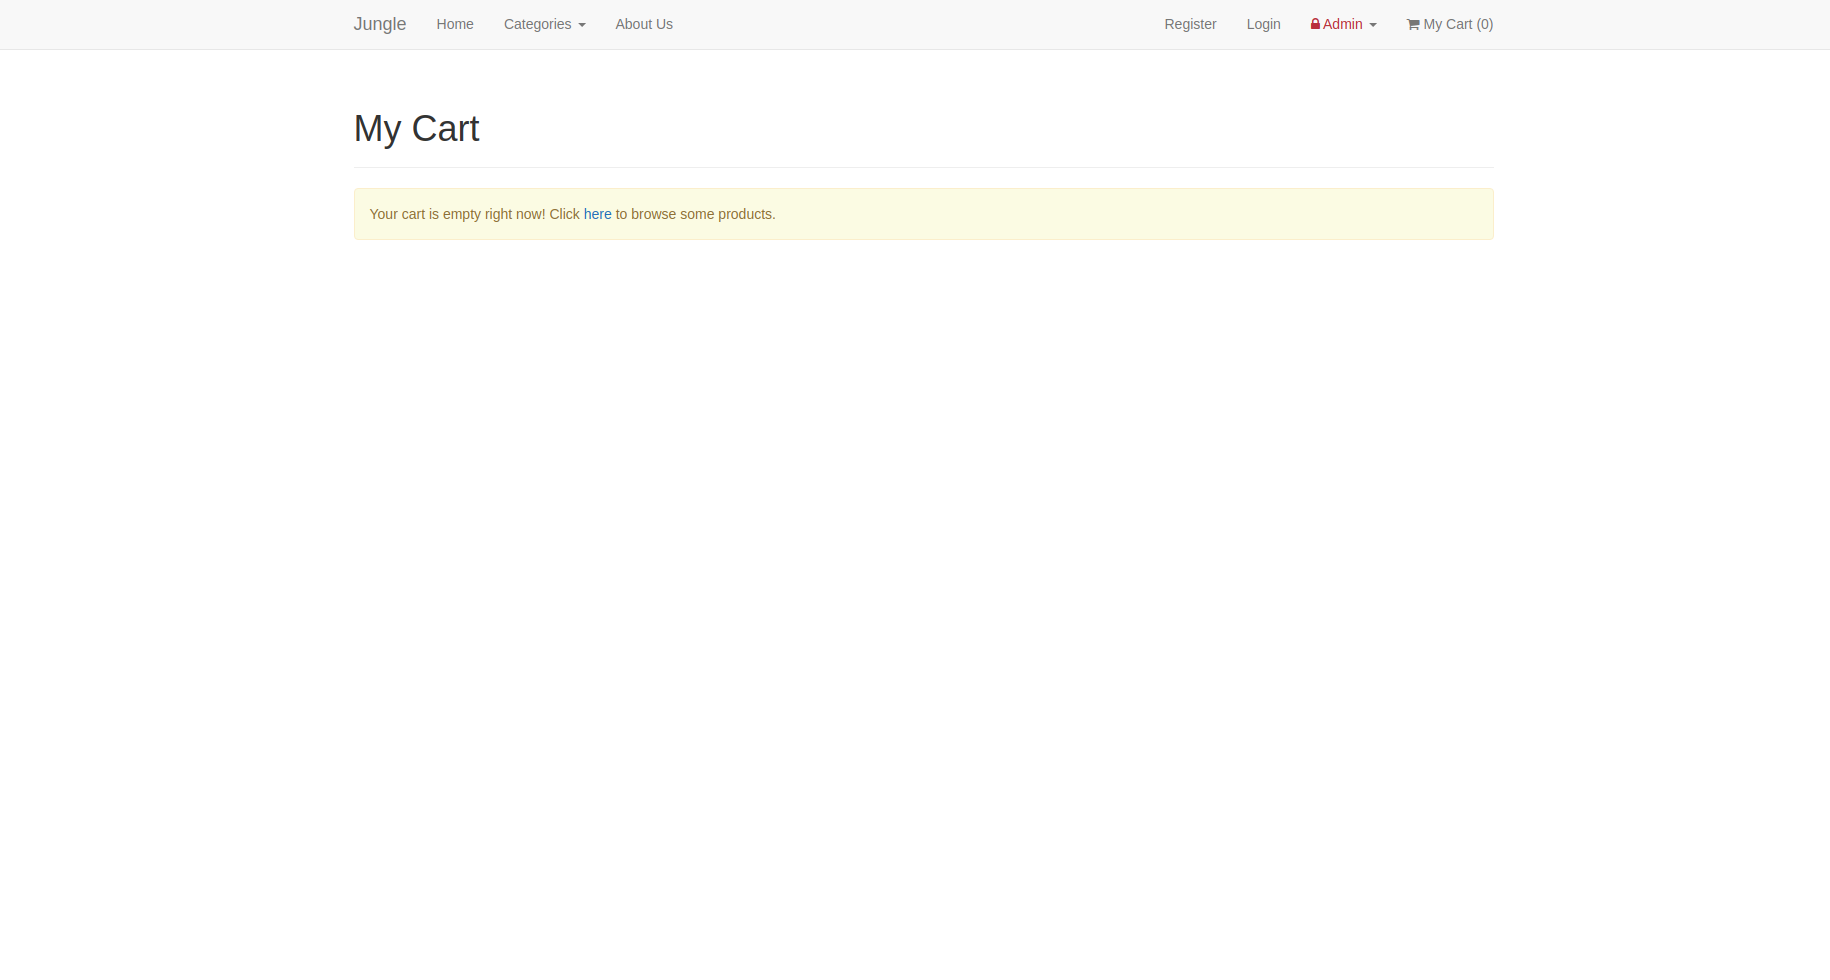 Jungle Home Categories About Us Register Login Admin My Cart (0)
My Cart
Your cart is empty right now! Click here to browse some products.